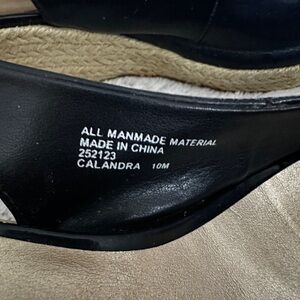 ALL MANMADE MATERIAL
MADE IN CHINA
252123
CALANDRA 10M